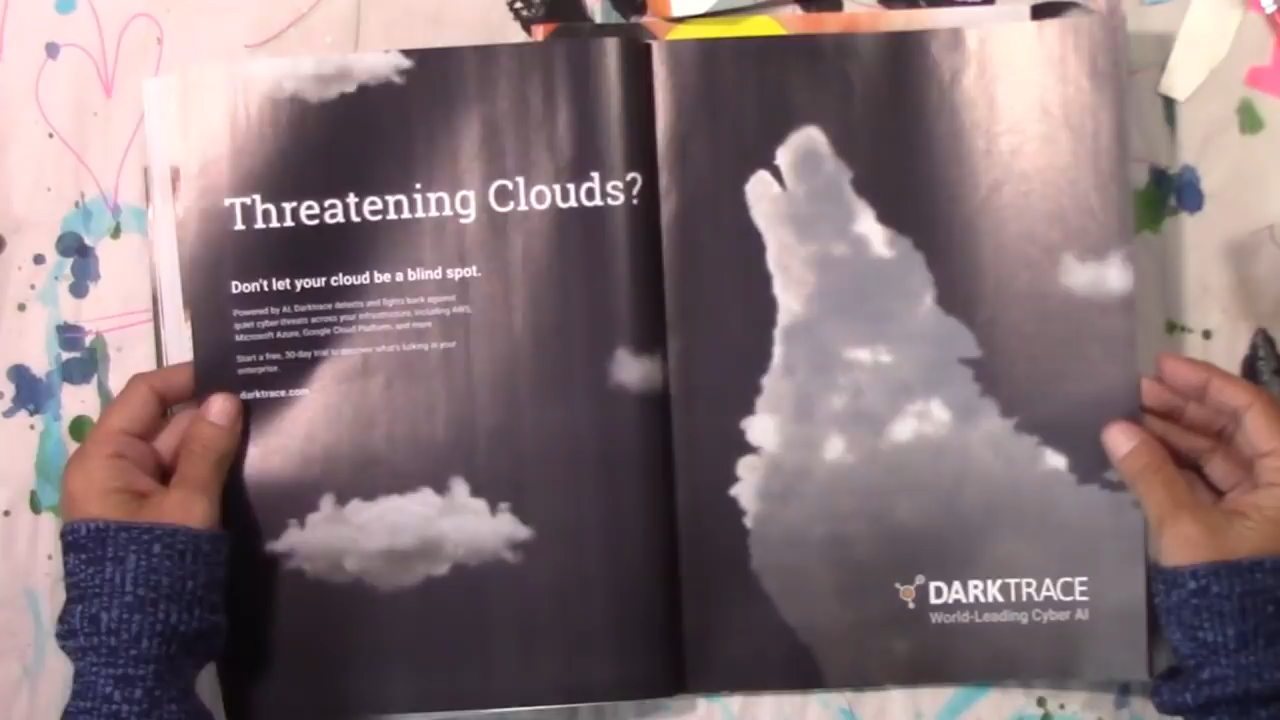 Threatening Clouds?
Don't let your cloud be a blind spot.
Powered by AI, Darktrace detects and fights back against
quiet cyber-threats across your infrastructure, including AWS,
Microsoft Azure, Google Cloud Platform, and more.
Start a free, 30-day trial to discover what's lurking in your
enterprise.
darktrace.com
DARKTRACE
World-Leading Cyber AI